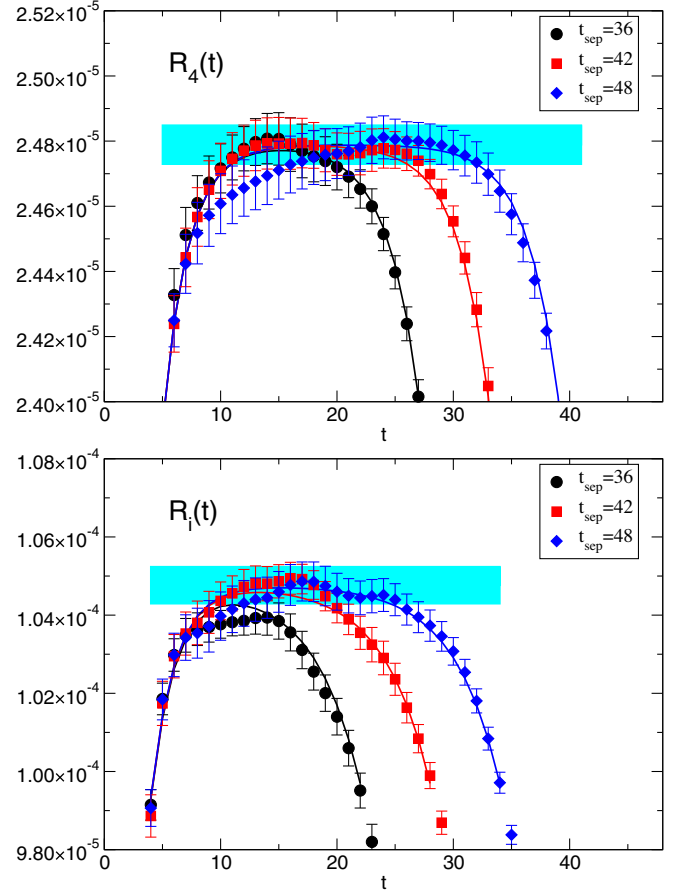 2.52×10⁻⁵
2.50×10⁻⁵
2.48×10⁻⁵
2.46×10⁻⁵
2.44×10⁻⁵
2.42×10⁻⁵
2.40×10⁻⁵
R₄(t)
t_sep=36
t_sep=42
t_sep=48
0 10 20 30 40
t
1.08×10⁻⁴
1.06×10⁻⁴
1.04×10⁻⁴
1.02×10⁻⁴
1.00×10⁻⁴
9.80×10⁻⁵
R_i(t)
t_sep=36
t_sep=42
t_sep=48
0 10 20 30 40
t